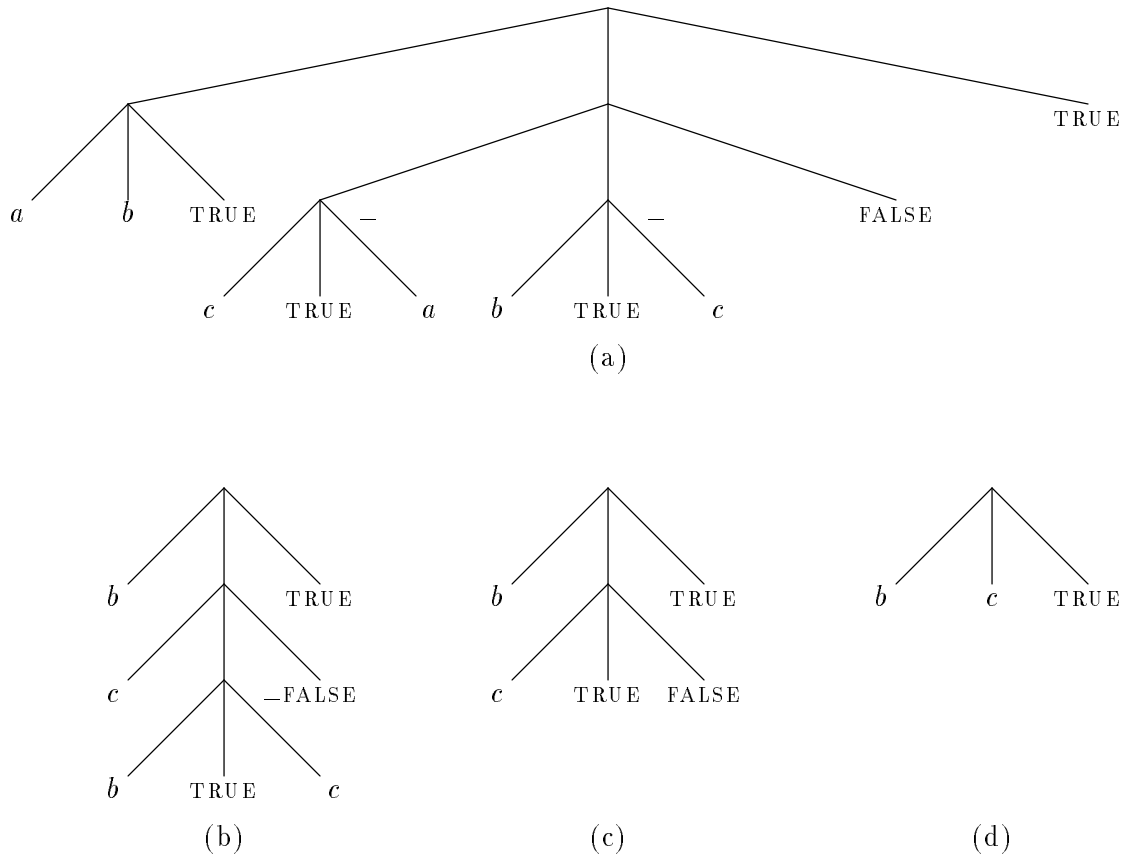 TRUE
a b TRUE FALSE
c TRUE a b TRUE c
(a)
b TRUE b TRUE b c TRUE
c FALSE c TRUE FALSE
b TRUE c
(b) (c) (d)